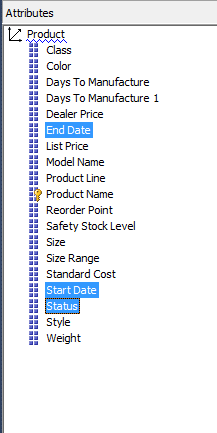 Attributes
Product
Class
Color
Days To Manufacture
Days To Manufacture 1
Dealer Price
End Date
List Price
Model Name
Product Line
Product Name
Reorder Point
Safety Stock Level
Size
Size Range
Standard Cost
Start Date
Status
Style
Weight